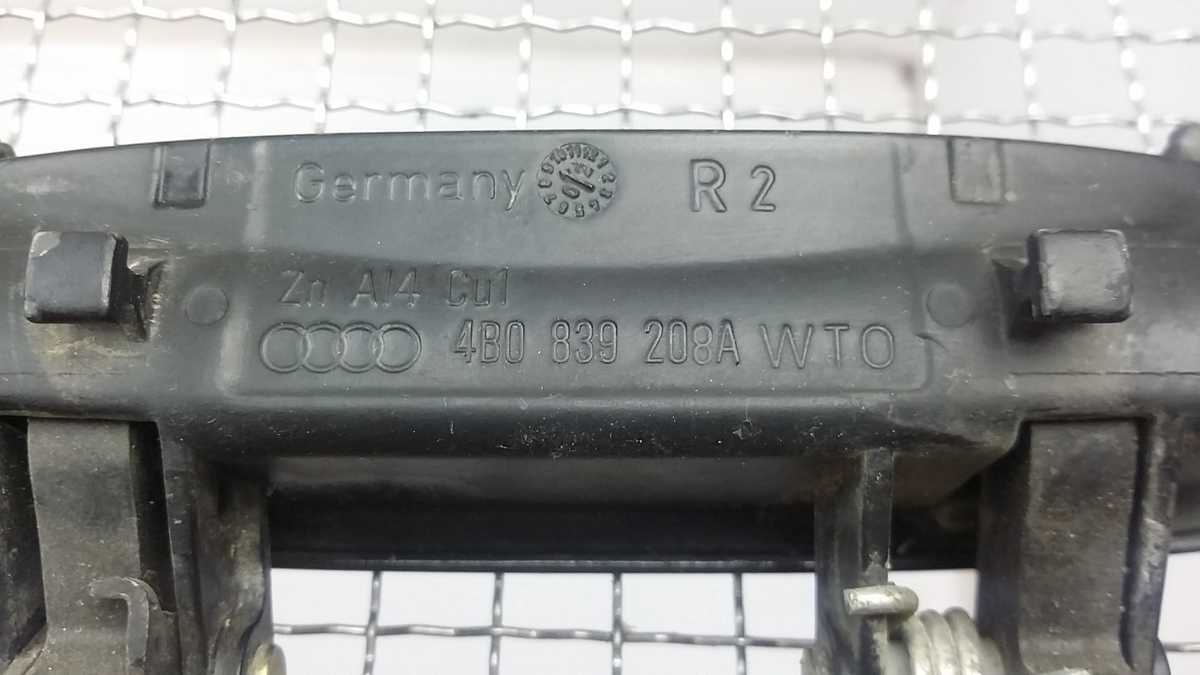 Germany R 2
Zn Al4 Cu1
4B0 839 208A WTO